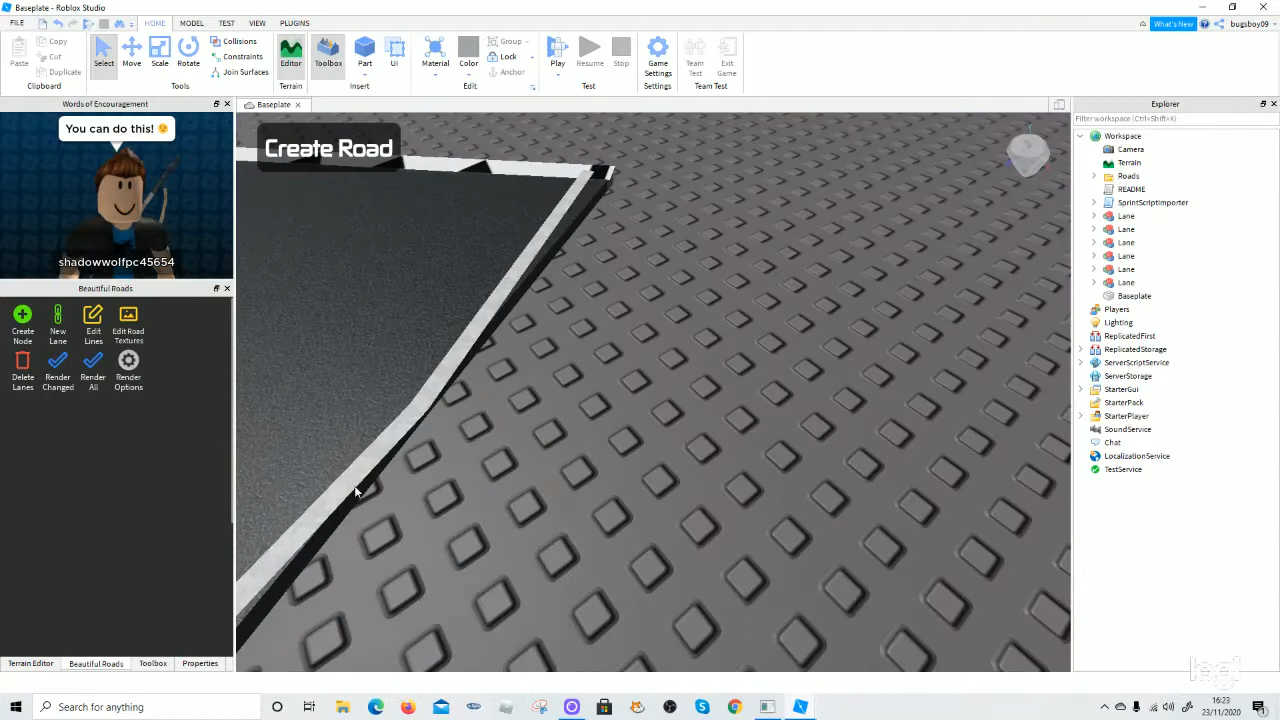 Baseplate - Roblox Studio
FILE HOME MODEL TEST VIEW PLUGINS What's New bugsboy09
Paste Copy Cut Duplicate Select Move Scale Rotate Collisions Constraints Join Surfaces Editor Toolbox Part UI Material Color Group Lock Anchor Play Resume Stop Game Settings Team Test Exit Game
Clipboard Tools Terrain Insert Edit Test Settings Team Test
Words of Encouragement
You can do this!
shadowwolfpc45654
Beautiful Roads
Create Node
New Lane
Edit Lines
Edit Road Textures
Delete Lanes
Render Changed
Render All
Render Options
Terrain Editor Beautiful Roads Toolbox Properties
Baseplate
Create Road
Explorer
Filter workspace (Ctrl+Shift+X)
Workspace
Camera
Terrain
Roads
README
SprintScriptImporter
Lane
Lane
Lane
Lane
Lane
Lane
Baseplate
Players
Lighting
ReplicatedFirst
ReplicatedStorage
ServerScriptService
ServerStorage
StarterGui
StarterPack
StarterPlayer
SoundService
Chat
LocalizationService
TestService
Search for anything
16:23
23/11/2020